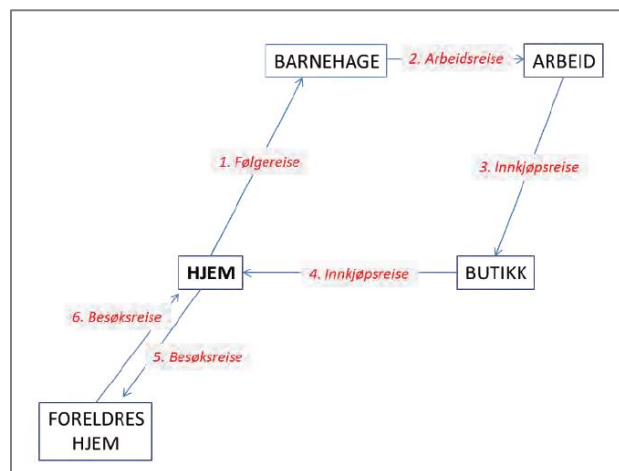 BARNEHAGE
2. Arbeidsreise
ARBEID
1. Følgereise
3. Innkjøpsreise
HJEM
4. Innkjøpsreise
BUTIKK
6. Besøksreise
5. Besøksreise
FORELDRES
HJEM